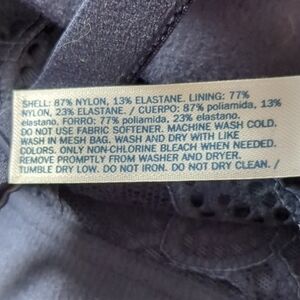 SHELL: 87% NYLON, 13% ELASTANE. LINING: 77%
NYLON, 23% ELASTANE. / CUERPO: 87% poliamida, 13%
elastano. FORRO: 77% poliamida, 23% elastano.
DO NOT USE FABRIC SOFTENER. MACHINE WASH COLD.
WASH IN MESH BAG. WASH AND DRY WITH LIKE
COLORS. ONLY NON-CHLORINE BLEACH WHEN NEEDED.
REMOVE PROMPTLY FROM WASHER AND DRYER.
TUMBLE DRY LOW. DO NOT IRON. DO NOT DRY CLEAN. /